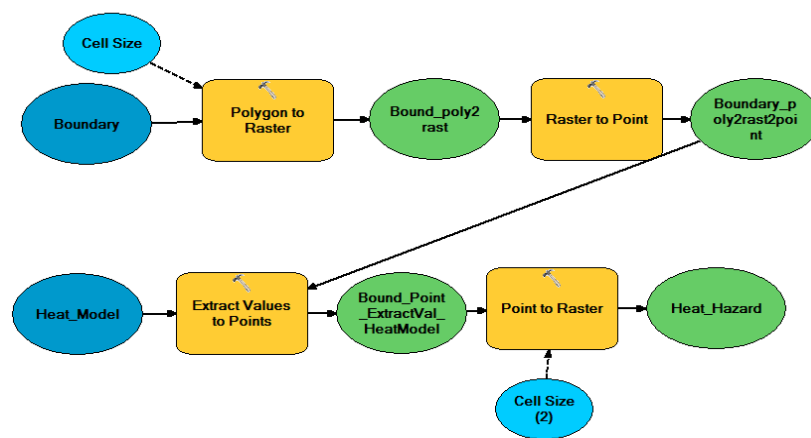 Cell Size
Boundary
Polygon to
Raster
Bound_poly2
rast
Raster to Point
Boundary_p
oly2rast2poi
nt
Heat_Model
Extract Values
to Points
Bound_Point
_ExtractVal_
HeatModel
Point to Raster
Heat_Hazard
Cell Size
(2)